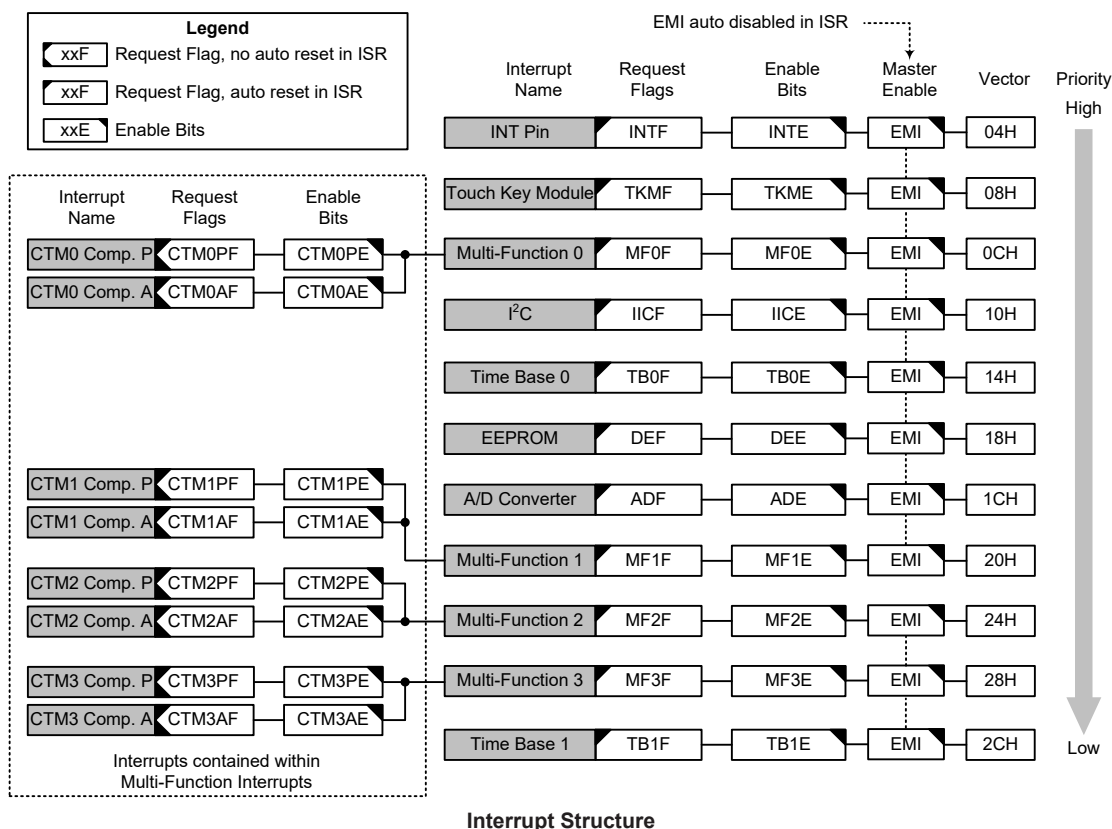 Legend
xxF Request Flag, no auto reset in ISR
xxF Request Flag, auto reset in ISR
xxE Enable Bits
EMI auto disabled in ISR
Interrupt Name Request Flags Enable Bits Master Enable Vector Priority
High
INT Pin INTF INTE EMI 04H
Touch Key Module TKMF TKME EMI 08H
Multi-Function 0 MF0F MF0E EMI 0CH
I²C IICF IICE EMI 10H
Time Base 0 TB0F TB0E EMI 14H
EEPROM DEF DEE EMI 18H
A/D Converter ADF ADE EMI 1CH
Multi-Function 1 MF1F MF1E EMI 20H
Multi-Function 2 MF2F MF2E EMI 24H
Multi-Function 3 MF3F MF3E EMI 28H
Time Base 1 TB1F TB1E EMI 2CH
Low
Interrupt Name Request Flags Enable Bits
CTM0 Comp. P CTM0PF CTM0PE
CTM0 Comp. A CTM0AF CTM0AE
CTM1 Comp. P CTM1PF CTM1PE
CTM1 Comp. A CTM1AF CTM1AE
CTM2 Comp. P CTM2PF CTM2PE
CTM2 Comp. A CTM2AF CTM2AE
CTM3 Comp. P CTM3PF CTM3PE
CTM3 Comp. A CTM3AF CTM3AE
Interrupts contained within
Multi-Function Interrupts
Interrupt Structure